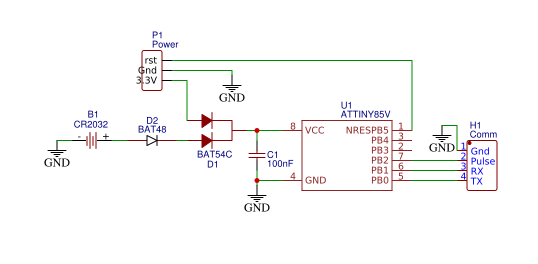 P1
Power
rst
Gnd
3.3V
GND
B1
CR2032
- +
GND
D2
BAT48
BAT54C
D1
C1
100nF
GND
U1
ATTINY85V
8 VCC
4 GND
NRESPB5 1
PB4 3
PB3 2
PB2 7
PB1 6
PB0 5
GND
H1
Comm
1 Gnd
2 Pulse
3 RX
4 TX